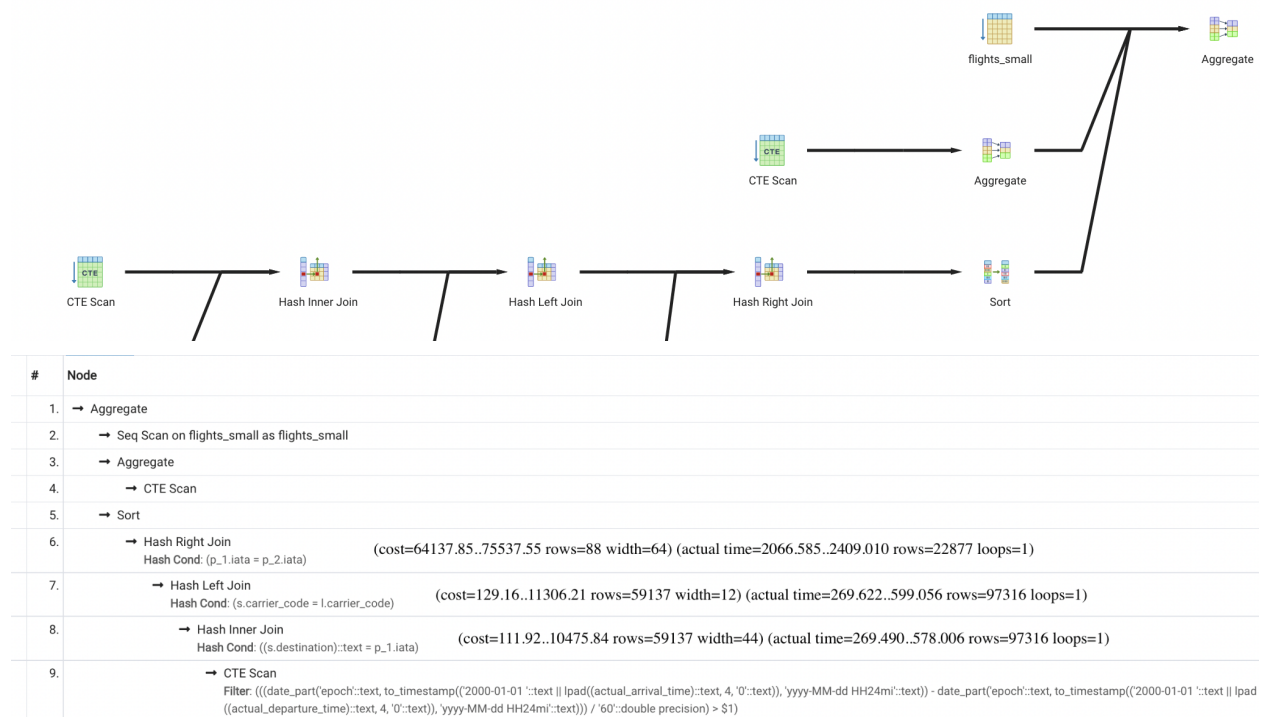 flights_small
Aggregate
CTE
CTE Scan
Aggregate
CTE
CTE Scan
Hash Inner Join
Hash Left Join
Hash Right Join
Sort
# Node
1. → Aggregate
2. → Seq Scan on flights_small as flights_small
3. → Aggregate
4. → CTE Scan
5. → Sort
6. → Hash Right Join (cost=64137.85..75537.55 rows=88 width=64) (actual time=2066.585..2409.010 rows=22877 loops=1)
Hash Cond: (p_1.iata = p_2.iata)
7. → Hash Left Join (cost=129.16..11306.21 rows=59137 width=12) (actual time=269.622..599.056 rows=97316 loops=1)
Hash Cond: (s.carrier_code = l.carrier_code)
8. → Hash Inner Join (cost=111.92..10475.84 rows=59137 width=44) (actual time=269.490..578.006 rows=97316 loops=1)
Hash Cond: ((s.destination)::text = p_1.iata)
9. → CTE Scan
Filter: (((date_part('epoch'::text, to_timestamp(('2000-01-01 '::text || lpad((actual_arrival_time)::text, 4, '0'::text)), 'yyyy-MM-dd HH24mi'::text)) - date_part('epoch'::text, to_timestamp(('2000-01-01 '::text || lpad
((actual_departure_time)::text, 4, '0'::text)), 'yyyy-MM-dd HH24mi'::text))) / '60'::double precision) > $1)